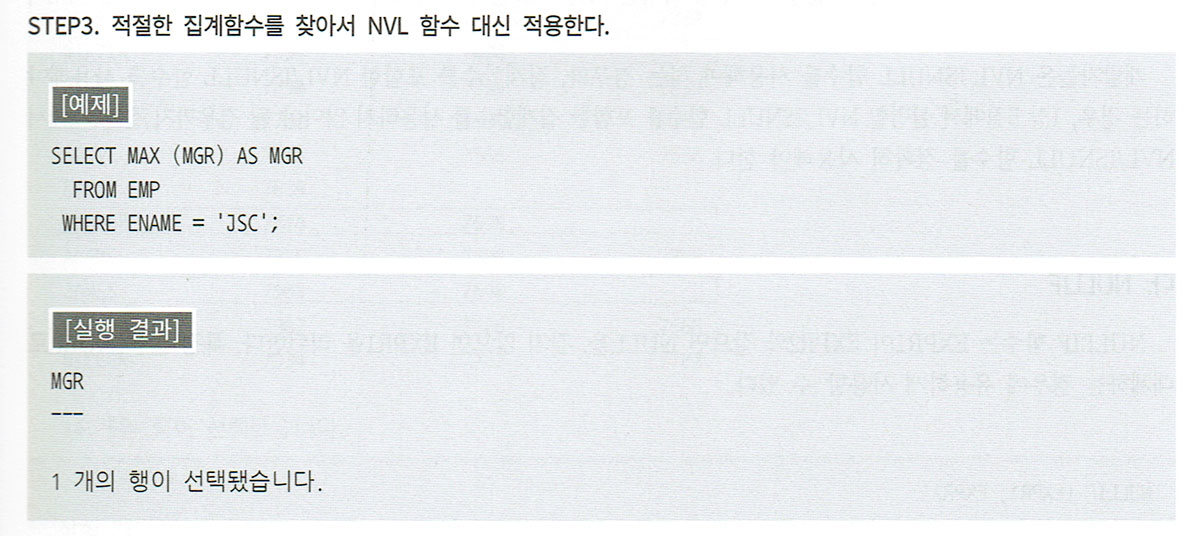 STEP3. 적절한 집계함수를 찾아서 NVL 함수 대신 적용한다.
[예제]
SELECT MAX (MGR) AS MGR
FROM EMP
WHERE ENAME = 'JSC';
[실행 결과]
MGR
---
1 개의 행이 선택됐습니다.